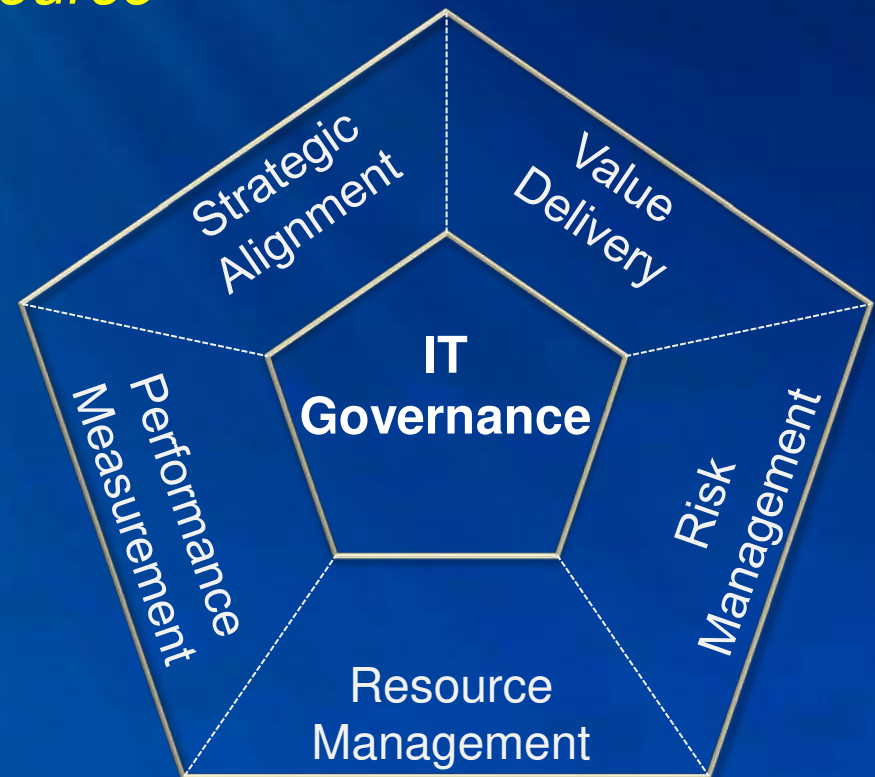 Strategic
Alignment
Value
Delivery
IT
Governance
Performance
Measurement
Risk
Management
Resource
Management